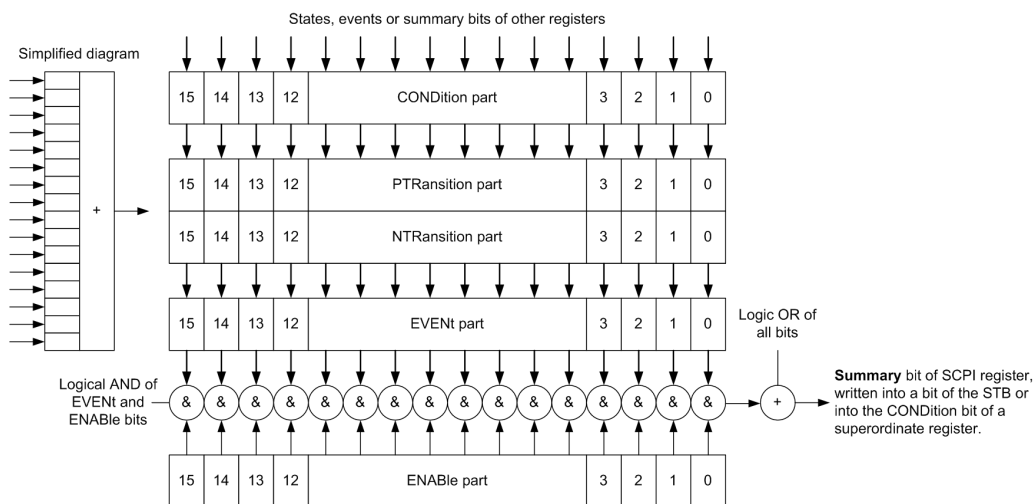 States, events or summary bits of other registers
Simplified diagram
15 14 13 12 CONDition part 3 2 1 0
15 14 13 12 PTRansition part 3 2 1 0
+
15 14 13 12 NTRansition part 3 2 1 0
15 14 13 12 EVENt part 3 2 1 0
Logic OR of
all bits
Logical AND of
EVENt and
ENABle bits
& & & & & & & & & & & & & & & &
+
Summary bit of SCPI register,
written into a bit of the STB or
into the CONDition bit of a
superordinate register.
15 14 13 12 ENABle part 3 2 1 0